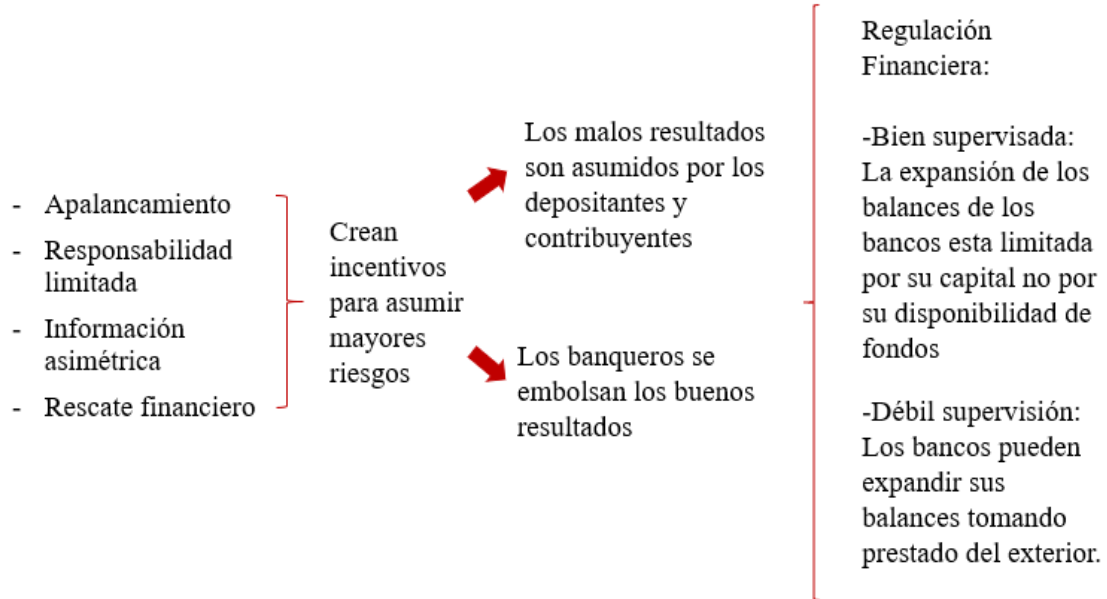 - Apalancamiento
- Responsabilidad
limitada
- Información
asimétrica
- Rescate financiero
Crean
incentivos
para asumir
mayores
riesgos
Los malos resultados
son asumidos por los
depositantes y
contribuyentes
Los banqueros se
embolsan los buenos
resultados
Regulación
Financiera:
-Bien supervisada:
La expansión de los
balances de los
bancos esta limitada
por su capital no por
su disponibilidad de
fondos
-Débil supervisión:
Los bancos pueden
expandir sus
balances tomando
prestado del exterior.